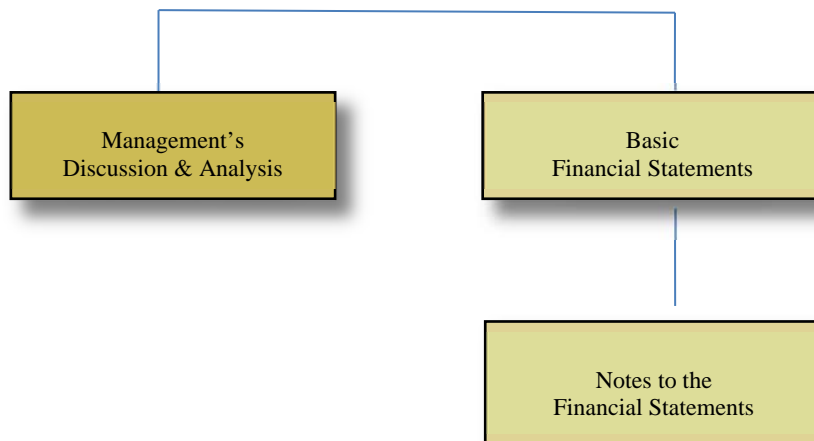 Management’s
Discussion & Analysis
Basic
Financial Statements
Notes to the
Financial Statements